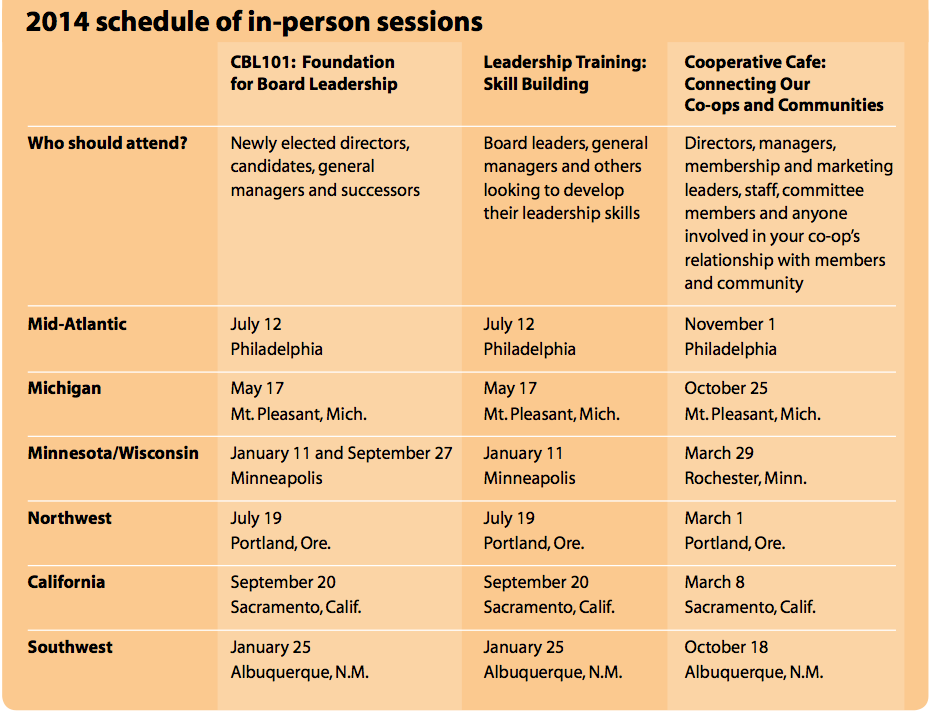 2014 schedule of in-person sessions
CBL101: Foundation
for Board Leadership
Leadership Training:
Skill Building
Cooperative Cafe:
Connecting Our
Co-ops and Communities
Who should attend?
Newly elected directors,
candidates, general
managers and successors
Board leaders, general
managers and others
looking to develop
their leadership skills
Directors, managers,
membership and marketing
leaders, staff, committee
members and anyone
involved in your co-op’s
relationship with members
and community
Mid-Atlantic
July 12
Philadelphia
July 12
Philadelphia
November 1
Philadelphia
Michigan
May 17
Mt. Pleasant, Mich.
May 17
Mt. Pleasant, Mich.
October 25
Mt. Pleasant, Mich.
Minnesota/Wisconsin
January 11 and September 27
Minneapolis
January 11
Minneapolis
March 29
Rochester, Minn.
Northwest
July 19
Portland, Ore.
July 19
Portland, Ore.
March 1
Portland, Ore.
California
September 20
Sacramento, Calif.
September 20
Sacramento, Calif.
March 8
Sacramento, Calif.
Southwest
January 25
Albuquerque, N.M.
January 25
Albuquerque, N.M.
October 18
Albuquerque, N.M.